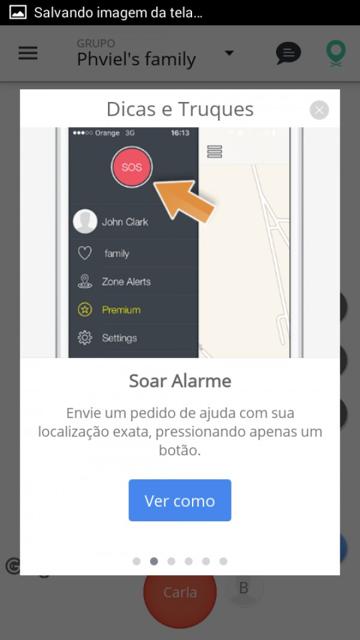 Salvando imagem da tela...
GRUPO
Phviel's family
Dicas e Truques
Orange 3G 16:13
SOS
John Clark
family
Zone Alerts
Premium
Settings
Soar Alarme
Envie um pedido de ajuda com sua
localização exata, pressionando apenas um
botão.
Ver como
Carla
B